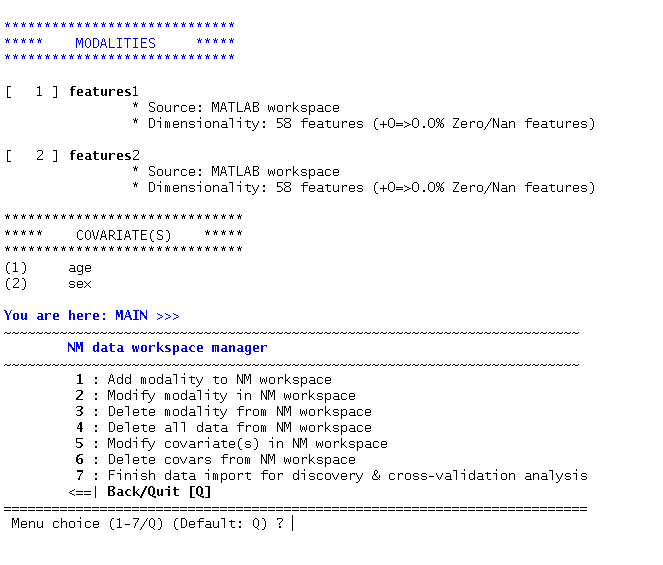 *****************************
*****    MODALITIES     *****
*****************************
[   1 ] features1
* Source: MATLAB workspace
* Dimensionality: 58 features (+0=>0.0% Zero/Nan features)
[   2 ] features2
* Source: MATLAB workspace
* Dimensionality: 58 features (+0=>0.0% Zero/Nan features)
******************************
*****    COVARIATE(S)    *****
******************************
(1)     age
(2)     sex
You are here: MAIN >>>
~~~~~~~~~~~~~~~~~~~~~~~~~~~~~~~~~~~~~~~~~~~~~~~~~~~~~~~~~~~~~~~~~~~~~~~~
NM data workspace manager
~~~~~~~~~~~~~~~~~~~~~~~~~~~~~~~~~~~~~~~~~~~~~~~~~~~~~~~~~~~~~~~~~~~~~~~~
1 : Add modality to NM workspace
2 : Modify modality in NM workspace
3 : Delete modality from NM workspace
4 : Delete all data from NM workspace
5 : Modify covariate(s) in NM workspace
6 : Delete covars from NM workspace
7 : Finish data import for discovery & cross-validation analysis
<==| Back/Quit [Q]
=========================================================================
Menu choice (1-7/Q) (Default: Q) ? |